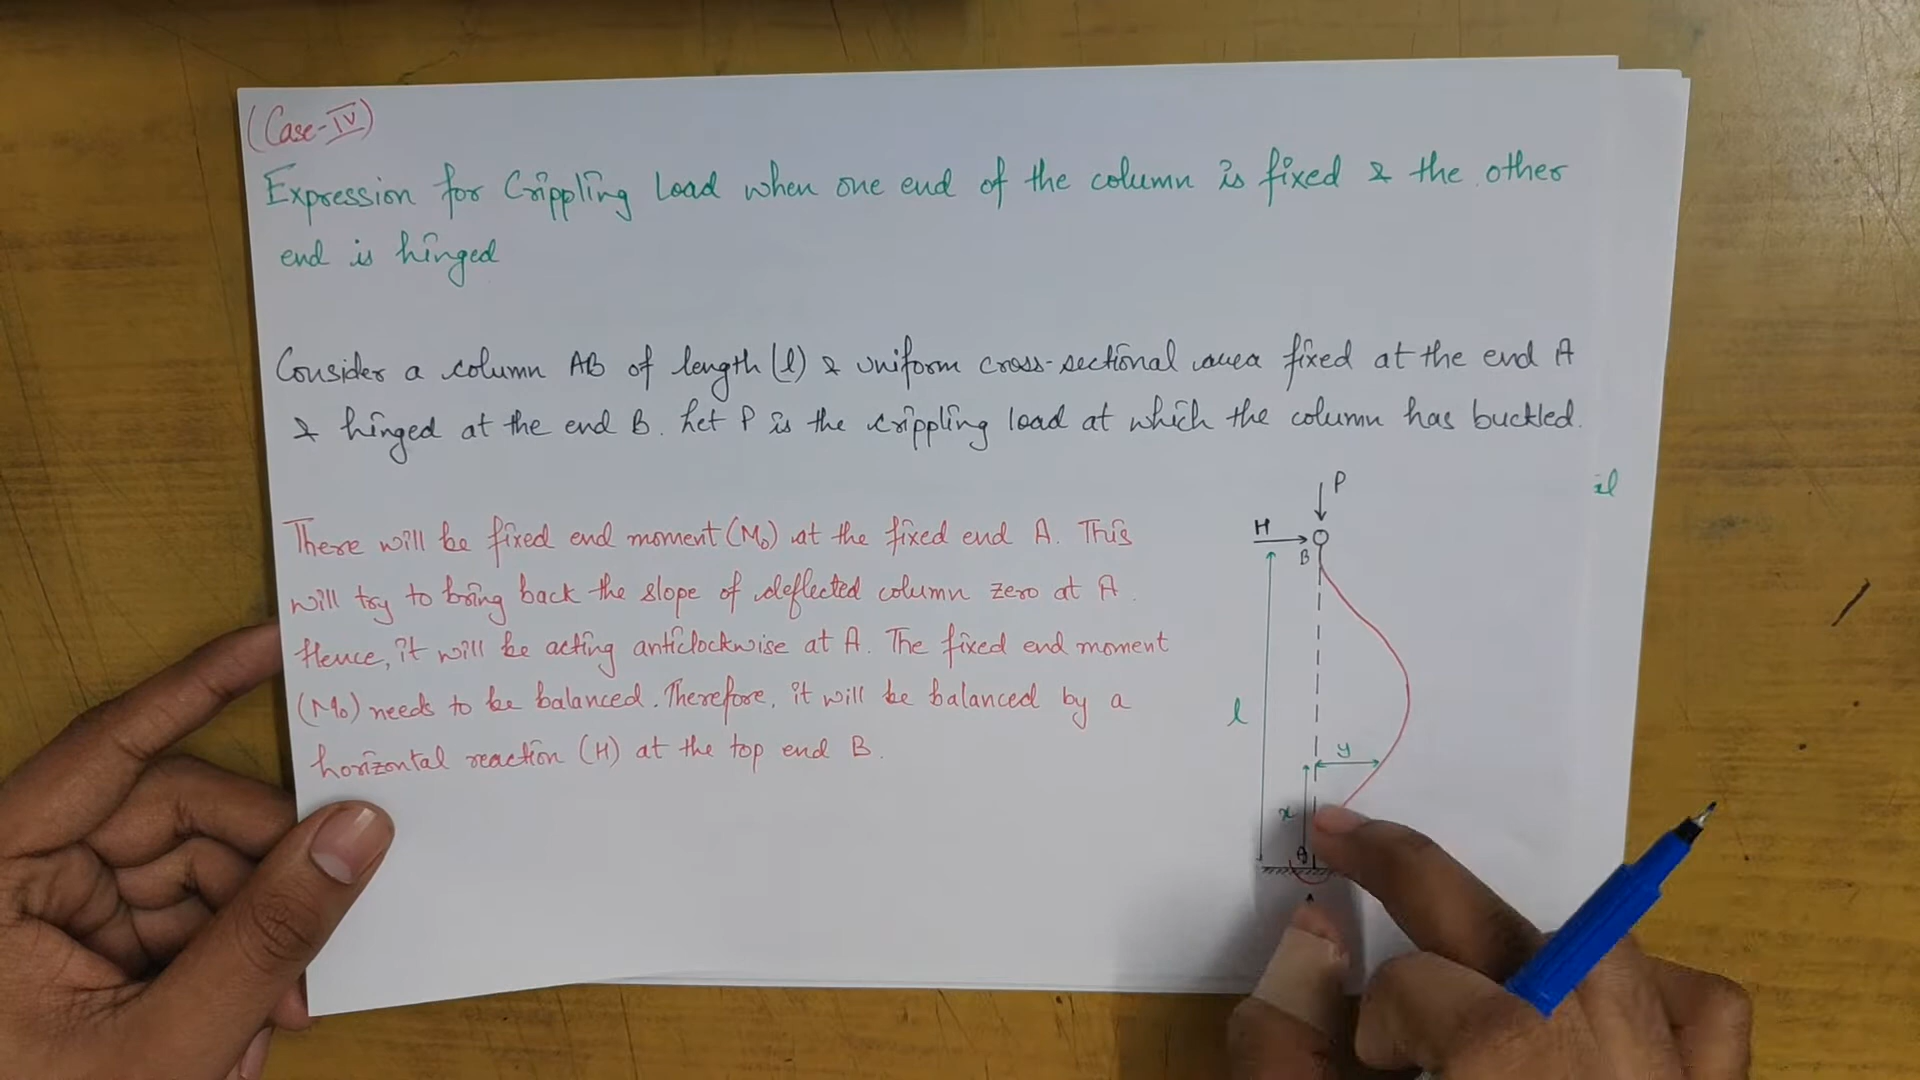 (Case-IV)
Expression for Crippling Load when one end of the column is fixed & the other
end is hinged
Consider a column AB of length (l) & uniform cross-sectional area fixed at the end A
& hinged at the end B. Let P is the crippling load at which the column has buckled.
There will be fixed end moment (M₀) at the fixed end A. This
will try to bring back the slope of deflected column zero at A.
Hence, it will be acting anticlockwise at A. The fixed end moment
(M₀) needs to be balanced. Therefore, it will be balanced by a
horizontal reaction (H) at the top end B.
P
H
B
l
y
x
A